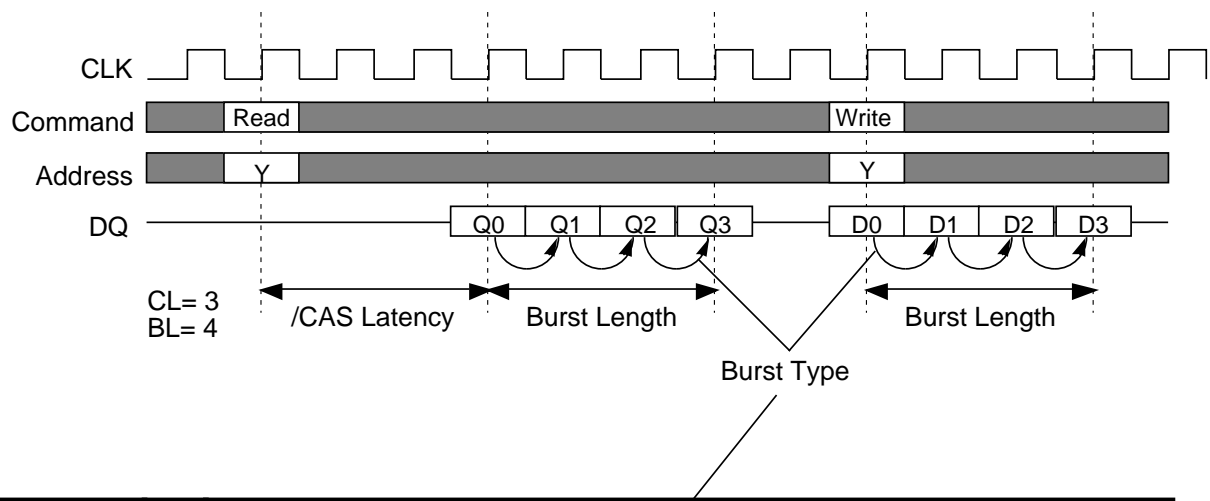 CLK
Command Read Write
Address Y Y
DQ Q0 Q1 Q2 Q3 D0 D1 D2 D3
CL= 3
/CAS Latency Burst Length Burst Length
BL= 4
Burst Type